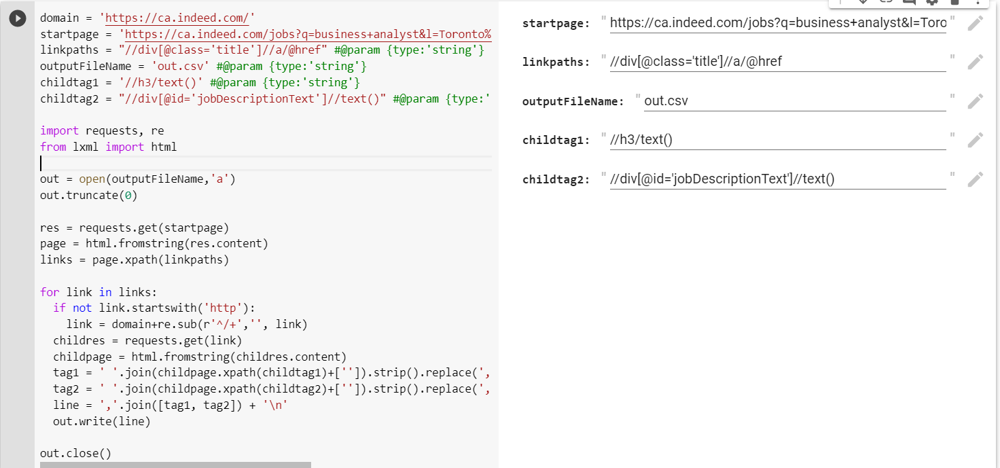 domain = 'https://ca.indeed.com/'
startpage = 'https://ca.indeed.com/jobs?q=business+analyst&l=Toronto%
linkpaths = "//div[@class='title']//a/@href" #@param {type:'string'}
outputFileName = 'out.csv' #@param {type:'string'}
childtag1 = '//h3/text()' #@param {type:'string'}
childtag2 = "//div[@id='jobDescriptionText']//text()" #@param {type:'
import requests, re
from lxml import html
out = open(outputFileName,'a')
out.truncate(0)
res = requests.get(startpage)
page = html.fromstring(res.content)
links = page.xpath(linkpaths)
for link in links:
  if not link.startswith('http'):
    link = domain+re.sub(r'^/+','', link)
  childres = requests.get(link)
  childpage = html.fromstring(childres.content)
  tag1 = ' '.join(childpage.xpath(childtag1)+['']).strip().replace(',
  tag2 = ' '.join(childpage.xpath(childtag2)+['']).strip().replace(',
  line = ','.join([tag1, tag2]) + '\n'
  out.write(line)
out.close()
startpage: "https://ca.indeed.com/jobs?q=business+analyst&l=Toro"
linkpaths: "//div[@class='title']//a/@href"
outputFileName: "out.csv"
childtag1: "//h3/text()"
childtag2: "//div[@id='jobDescriptionText']//text()"